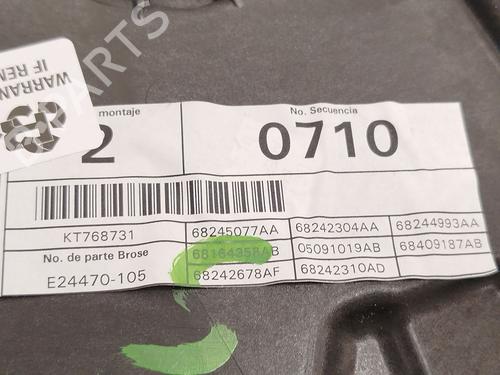 WARRAN
IF REM
montaje
No. Secuencia
2
0710
KT768731
68245077AA
68242304AA
68244993AA
No. de parte Brose
68164358AB
05091019AB
68409187AB
E24470-105
68242678AF
68242310AD